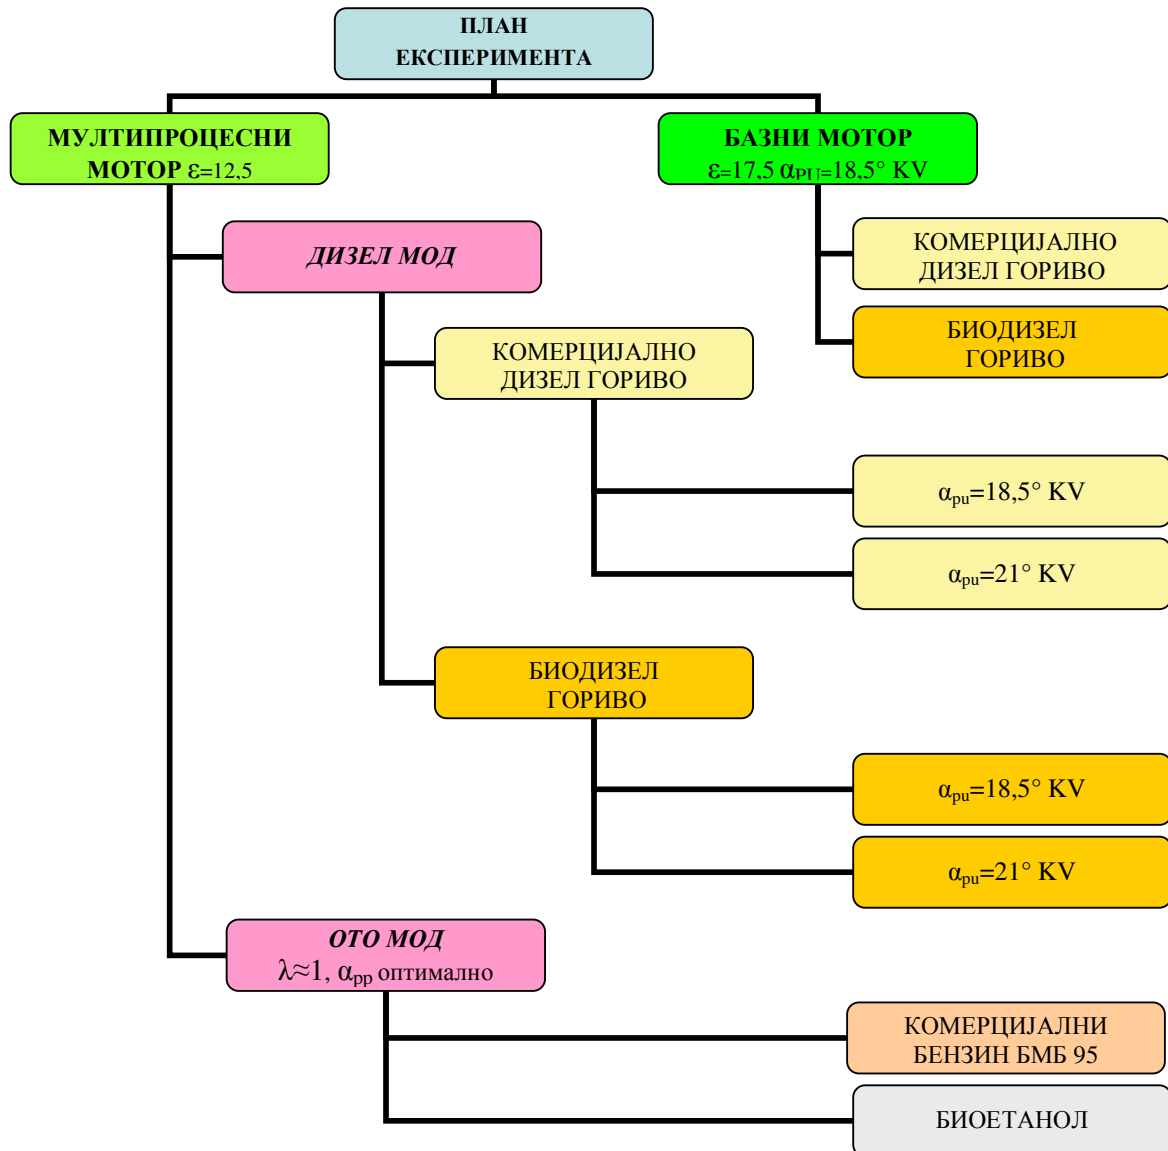 ПЛАН
ЕКСПЕРИМЕНТА
МУЛТИПРОЦЕСНИ
МОТОР ε=12,5
БАЗНИ МОТОР
ε=17,5 αPU=18,5° KV
КОМЕРЦИЈАЛНО
ДИЗЕЛ ГОРИВО
ДИЗЕЛ МОД
БИОДИЗЕЛ
ГОРИВО
КОМЕРЦИЈАЛНО
ДИЗЕЛ ГОРИВО
αpu=18,5° KV
αpu=21° KV
БИОДИЗЕЛ
ГОРИВО
αpu=18,5° KV
αpu=21° KV
ОТО МОД
λ≈1, αpp оптимално
КОМЕРЦИЈАЛНИ
БЕНЗИН БМБ 95
БИОЕТАНОЛ